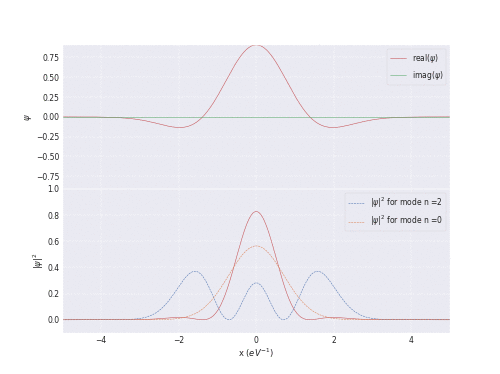 0.75
real(ψ)
imag(ψ)
0.50
0.25
0.00
ψ
−0.25
−0.50
−0.75
1.0
|ψ|² for mode n =2
|ψ|² for mode n =0
0.8
0.6
|ψ|²
0.4
0.2
0.0
−4 −2 0 2 4
x (eV⁻¹)